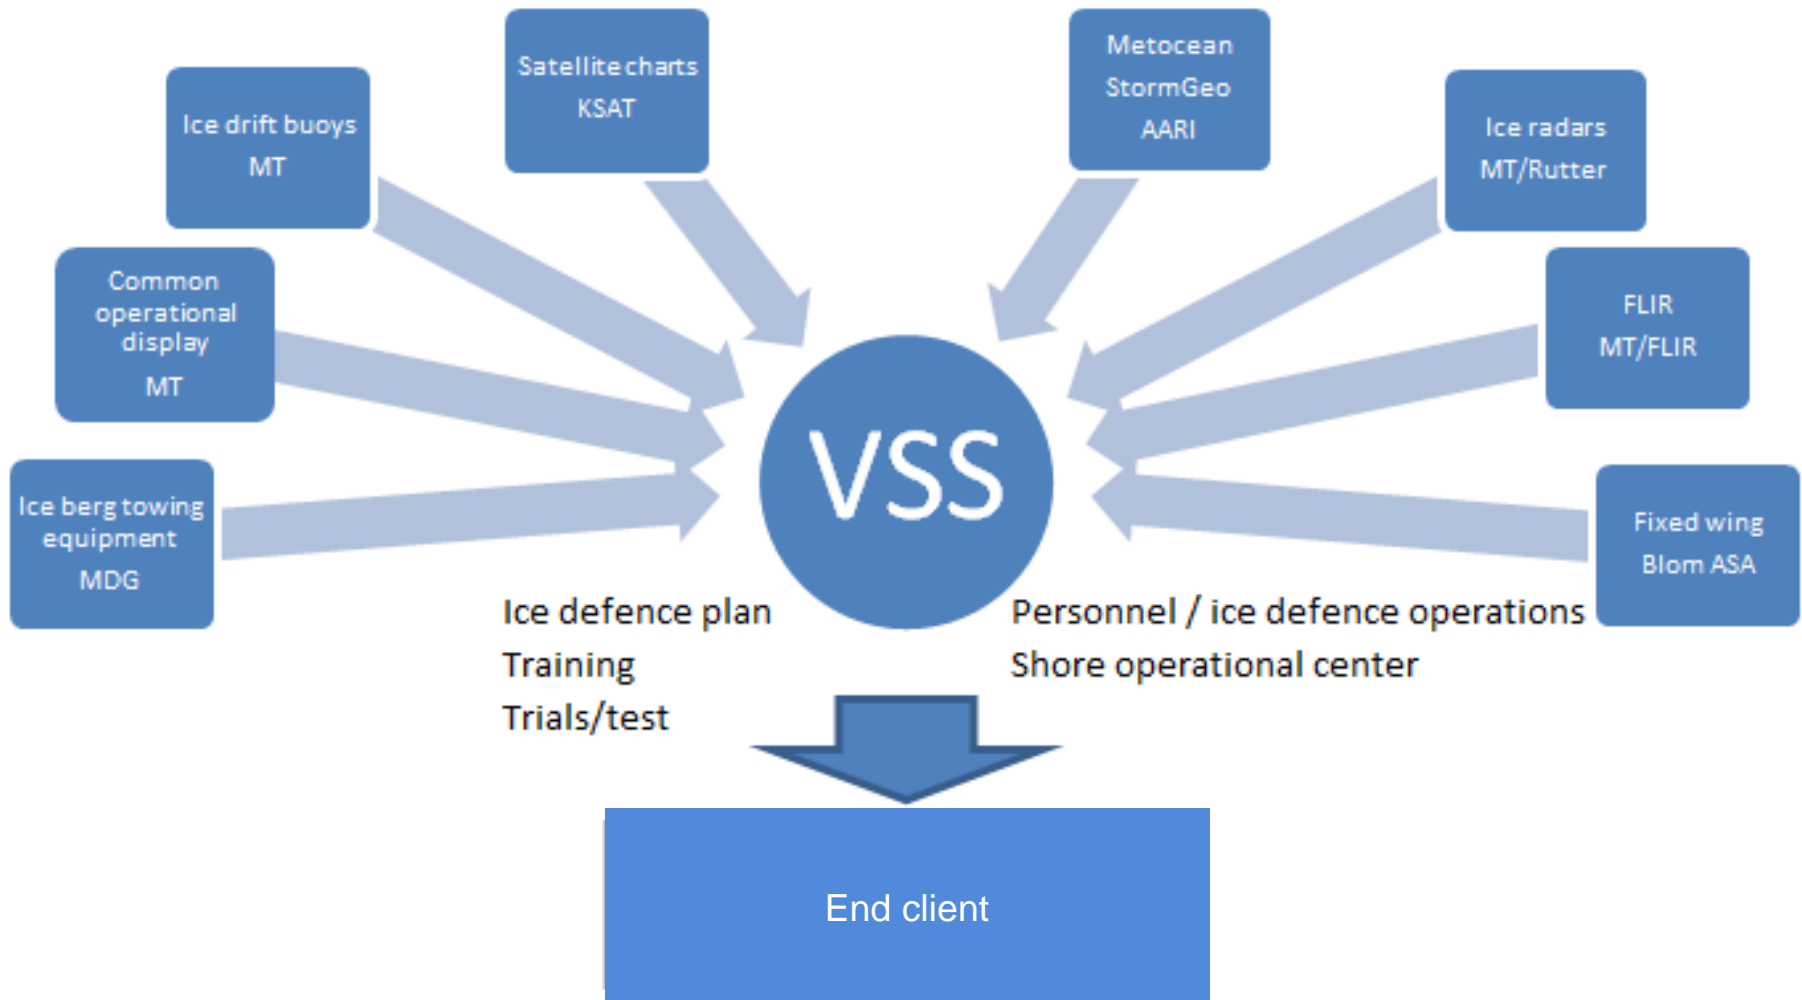 Satellite charts
KSAT
Metocean
StormGeo
AARI
Ice drift buoys
MT
Ice radars
MT/Rutter
Common
operational
display
MT
FLIR
MT/FLIR
VSS
Ice berg towing
equipment
MDG
Fixed wing
Blom ASA
Ice defence plan
Training
Trials/test
Personnel / ice defence operations
Shore operational center
End client